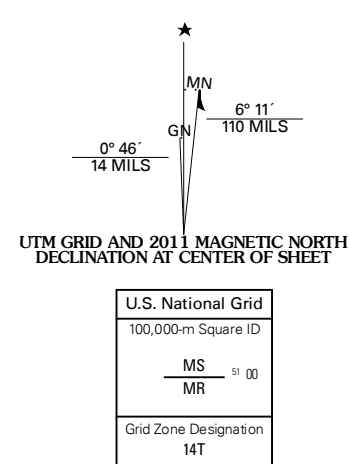 ★
MN
6° 11´
110 MILS
GN
0° 46´
14 MILS
UTM GRID AND 2011 MAGNETIC NORTH
DECLINATION AT CENTER OF SHEET
U.S. National Grid
100,000-m Square ID
MS
51 00
MR
Grid Zone Designation
14T